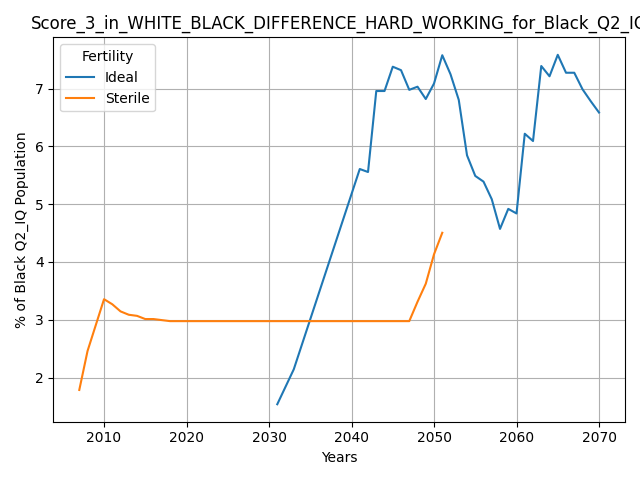 Score_3_in_WHITE_BLACK_DIFFERENCE_HARD_WORKING_for_Black_Q2_IQ
Fertility
Ideal
Sterile
% of Black Q2_IQ Population
7
6
5
4
3
2
2010 2020 2030 2040 2050 2060 2070
Years